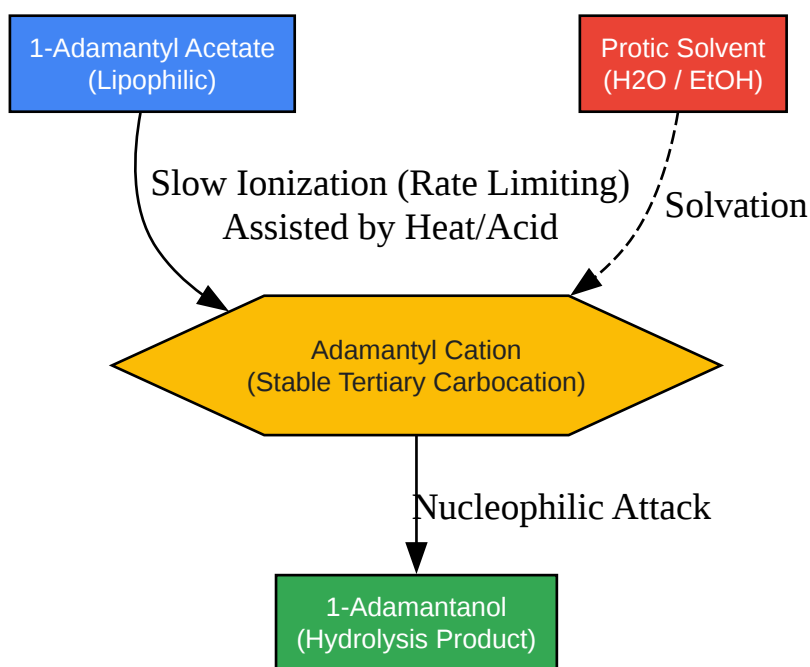 1-Adamantyl Acetate
(Lipophilic)
Protic Solvent
(H2O / EtOH)
Slow Ionization (Rate Limiting)
Assisted by Heat/Acid
Solvation
Adamantyl Cation
(Stable Tertiary Carbocation)
Nucleophilic Attack
1-Adamantanol
(Hydrolysis Product)